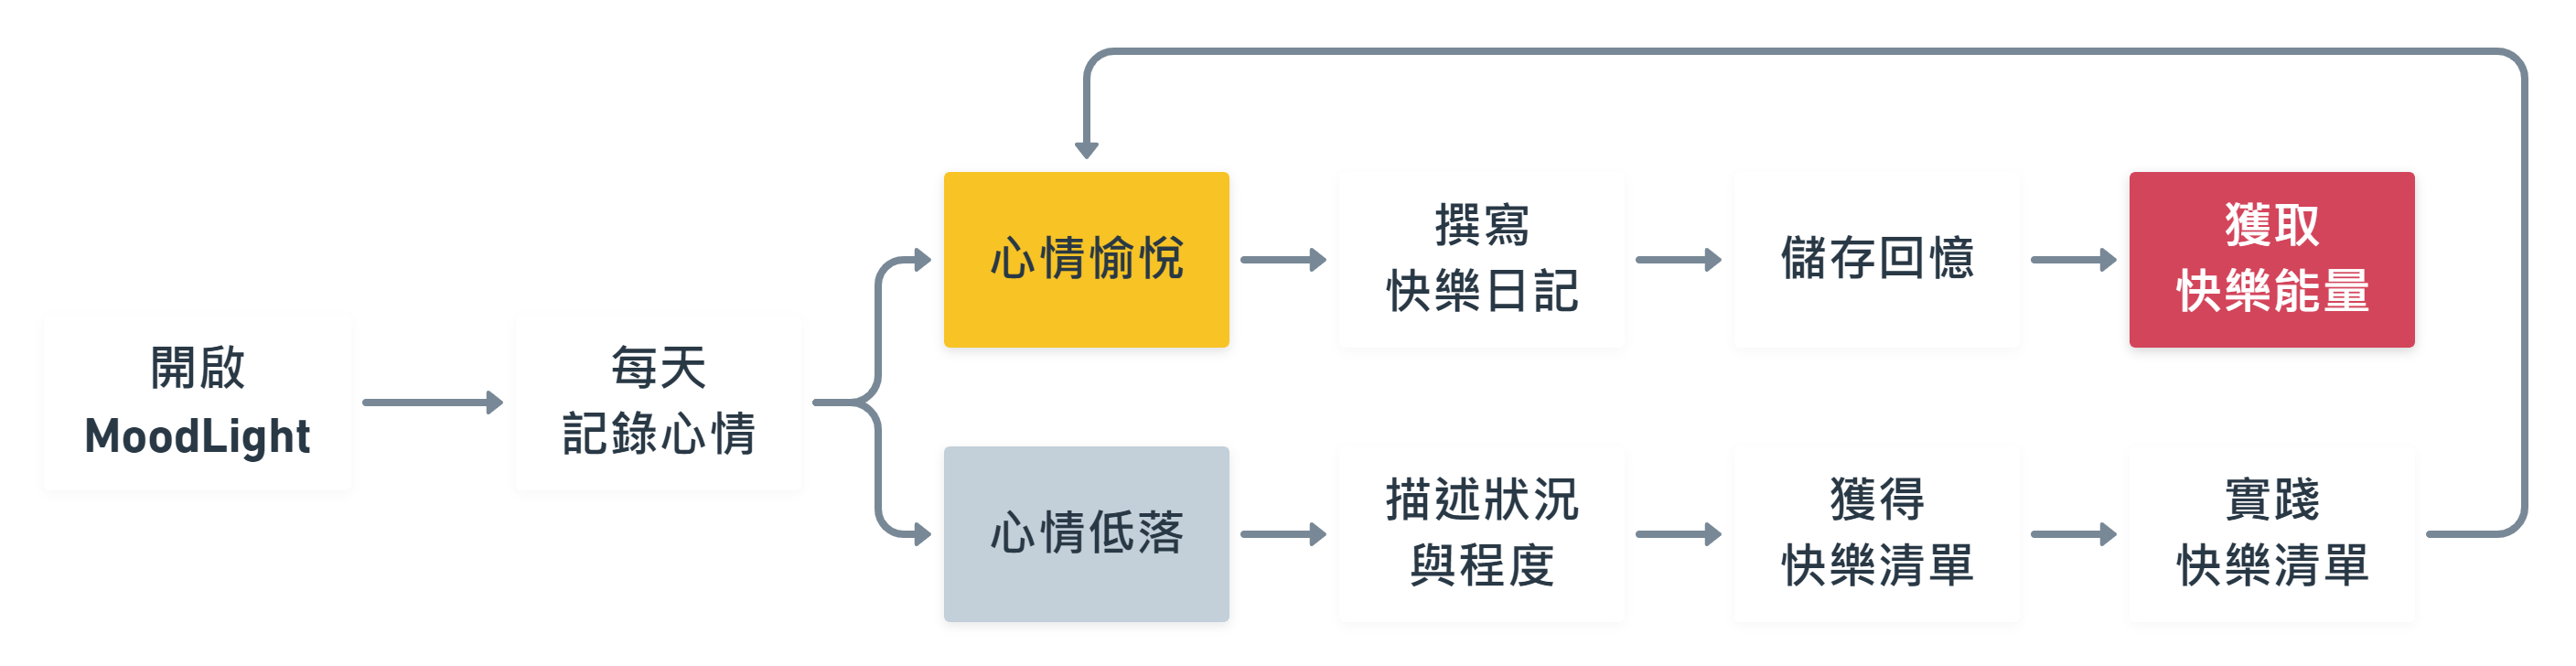 開啟
MoodLight
每天
記錄心情
心情愉悅
撰寫
快樂日記
儲存回憶
獲取
快樂能量
心情低落
描述狀況
與程度
獲得
快樂清單
實踐
快樂清單